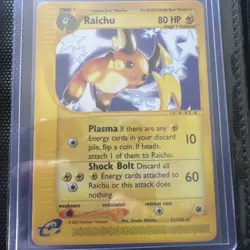 STAGE 1
Raichu
80 HP
Plasma If there are any
Energy cards in your discard
pile, flip a coin. If heads,
attach 1 of them to Raichu.
10
Shock Bolt Discard all
Energy cards attached to
Raichu or this attack does
nothing.
60
weakness
resistance
retreat cost